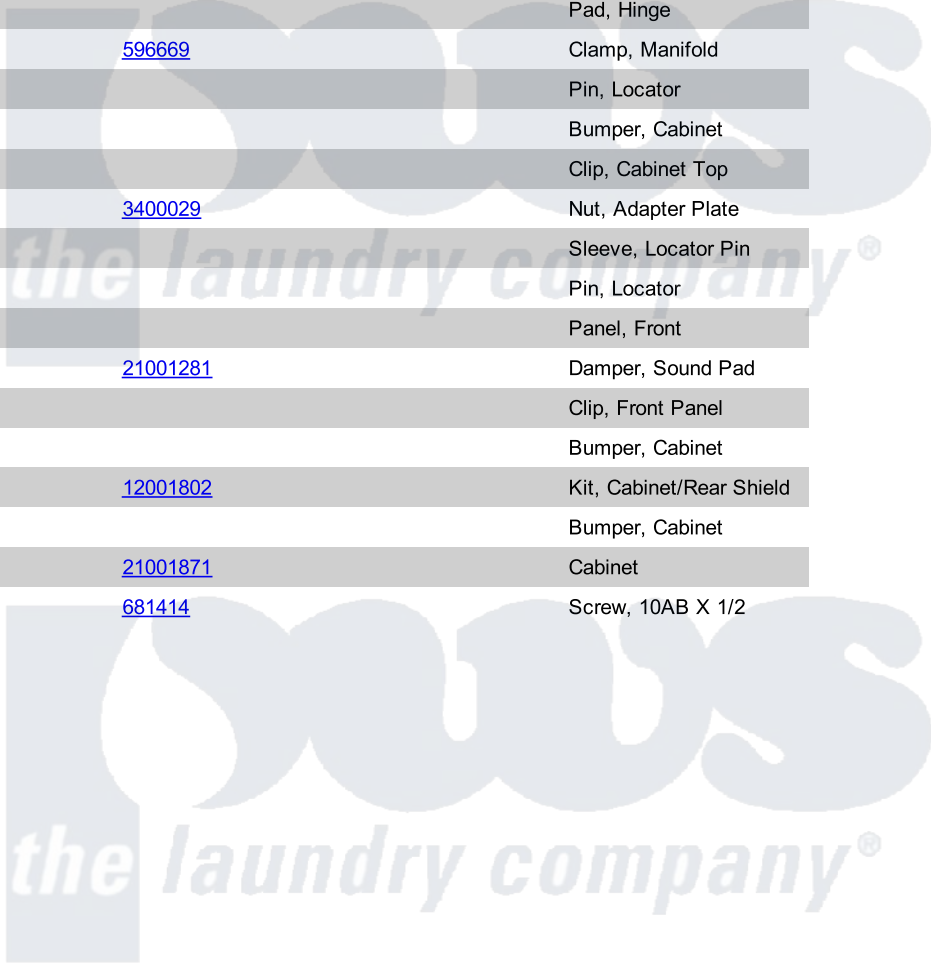 Pad, Hinge
596669 Clamp, Manifold
Pin, Locator
Bumper, Cabinet
Clip, Cabinet Top
3400029 Nut, Adapter Plate
Sleeve, Locator Pin
the laundry company®
Pin, Locator
Panel, Front
21001281 Damper, Sound Pad
Clip, Front Panel
Bumper, Cabinet
12001802 Kit, Cabinet/Rear Shield
Bumper, Cabinet
21001871 Cabinet
681414 Screw, 10AB X 1/2
pws
the laundry company®